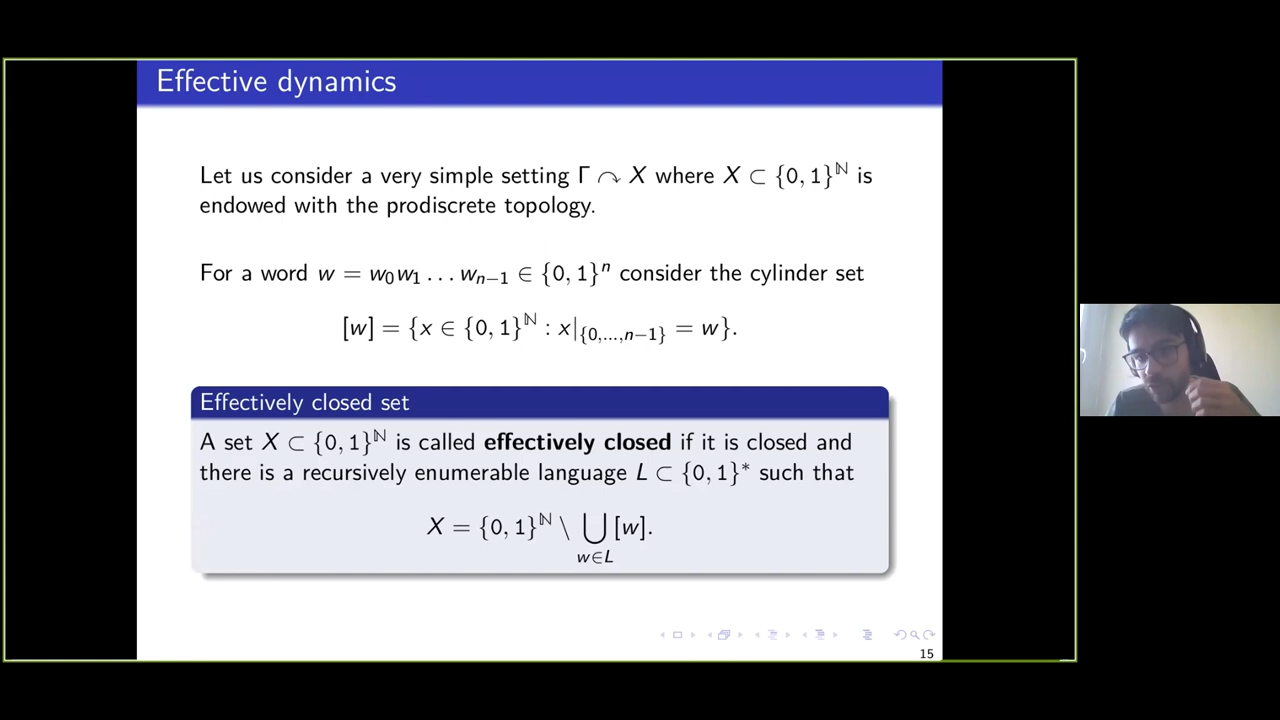 Effective dynamics
Let us consider a very simple setting Γ ↷ X where X ⊂ {0, 1}^ℕ is
endowed with the prodiscrete topology.
For a word w = w₀w₁ … wₙ₋₁ ∈ {0, 1}ⁿ consider the cylinder set
[w] = {x ∈ {0, 1}^ℕ : x|_{{0,…,n−1}} = w}.
Effectively closed set
A set X ⊂ {0, 1}^ℕ is called effectively closed if it is closed and
there is a recursively enumerable language L ⊂ {0, 1}* such that
X = {0, 1}^ℕ \ ⋃_{w∈L} [w].
15